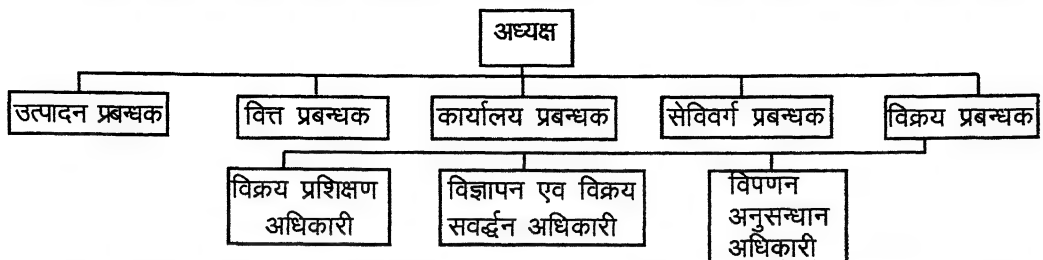 अध्यक्ष
उत्पादन प्रबन्धक वित्त प्रबन्धक कार्यालय प्रबन्धक सेविवर्ग प्रबन्धक विक्रय प्रबन्धक
विक्रय प्रशिक्षण
अधिकारी
विज्ञापन एव विक्रय
सवर्द्धन अधिकारी
विपणन
अनुसन्धान
अधिकारी